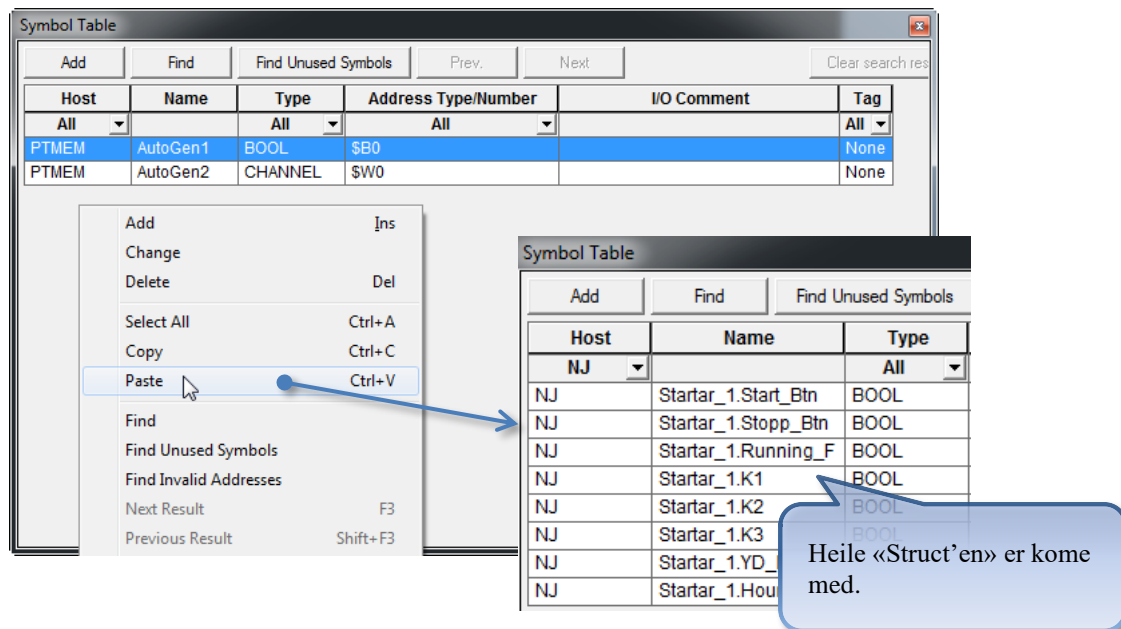 Symbol Table
Add Find Find Unused Symbols Prev. Next Clear search res
Host Name Type Address Type/Number I/O Comment Tag
All All All All
PTMEM AutoGen1 BOOL $B0 None
PTMEM AutoGen2 CHANNEL $W0 None
Add Ins
Change
Delete Del
Select All Ctrl+A
Copy Ctrl+C
Paste Ctrl+V
Find
Find Unused Symbols
Find Invalid Addresses
Next Result F3
Previous Result Shift+F3
Symbol Table
Add Find Find Unused Symbols
Host Name Type
NJ All
NJ Startar_1.Start_Btn BOOL
NJ Startar_1.Stopp_Btn BOOL
NJ Startar_1.Running_F BOOL
NJ Startar_1.K1 BOOL
NJ Startar_1.K2 BOOL
NJ Startar_1.K3 BOOL
NJ Startar_1.YD_
NJ Startar_1.Hou
Heile «Struct’en» er kome
med.